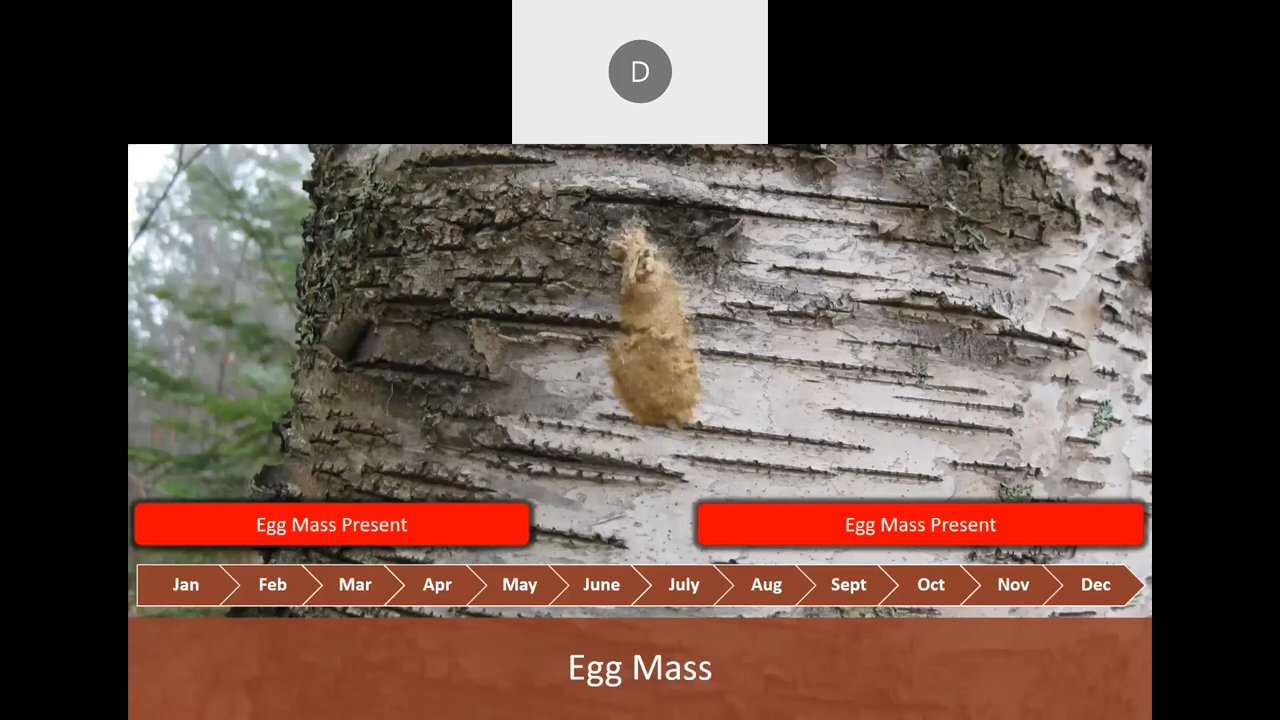 D
Egg Mass Present
Egg Mass Present
Jan Feb Mar Apr May June July Aug Sept Oct Nov Dec
Egg Mass